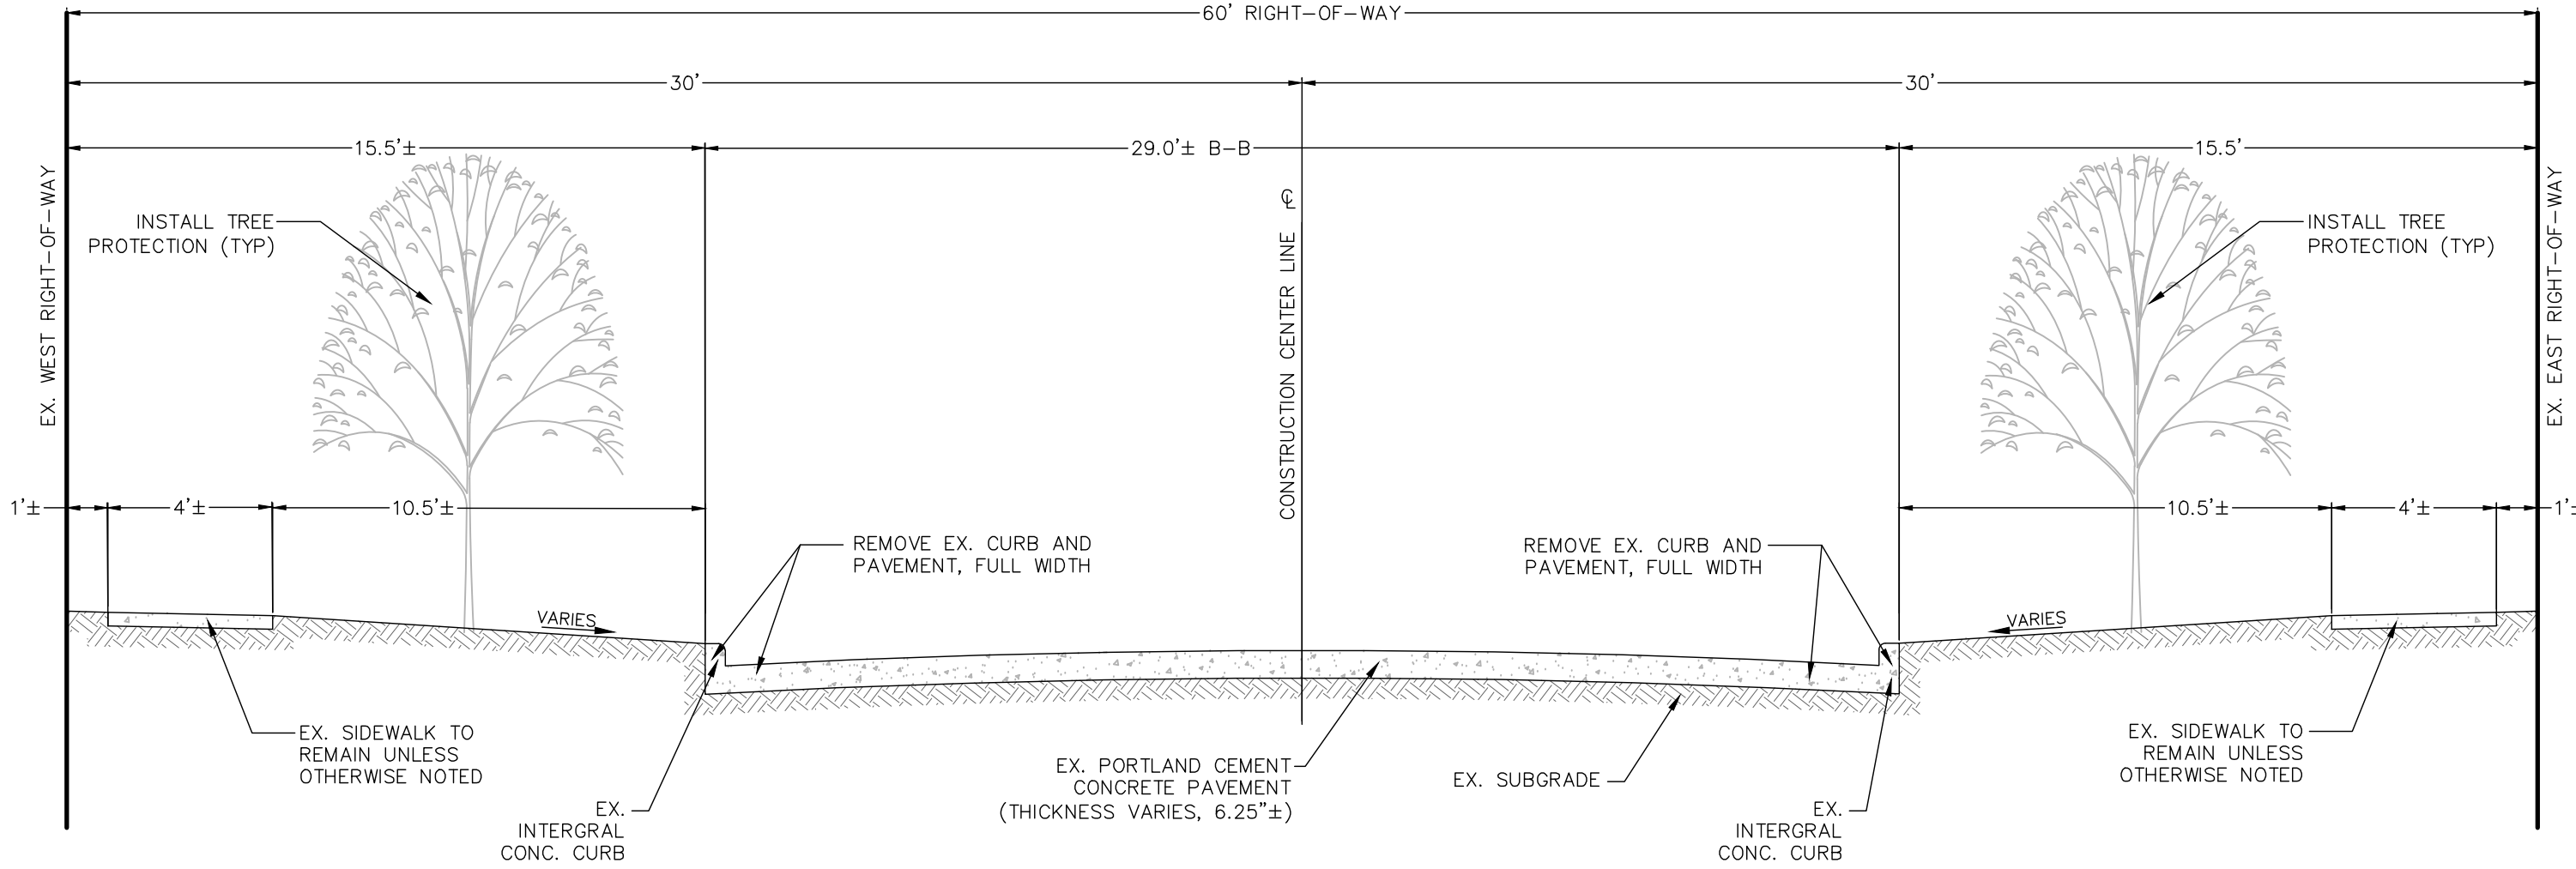 60' RIGHT-OF-WAY
30'
30'
15.5'±
29.0'± B-B
15.5'
EX. WEST RIGHT-OF-WAY
INSTALL TREE
PROTECTION (TYP)
CONSTRUCTION CENTER LINE ℄
INSTALL TREE
PROTECTION (TYP)
EX. EAST RIGHT-OF-WAY
1'±
4'±
10.5'±
10.5'±
4'±
1'±
REMOVE EX. CURB AND
PAVEMENT, FULL WIDTH
REMOVE EX. CURB AND
PAVEMENT, FULL WIDTH
VARIES
VARIES
EX. SIDEWALK TO
REMAIN UNLESS
OTHERWISE NOTED
EX.
INTERGRAL
CONC. CURB
EX. PORTLAND CEMENT
CONCRETE PAVEMENT
(THICKNESS VARIES, 6.25"±)
EX. SUBGRADE
EX.
INTERGRAL
CONC. CURB
EX. SIDEWALK TO
REMAIN UNLESS
OTHERWISE NOTED